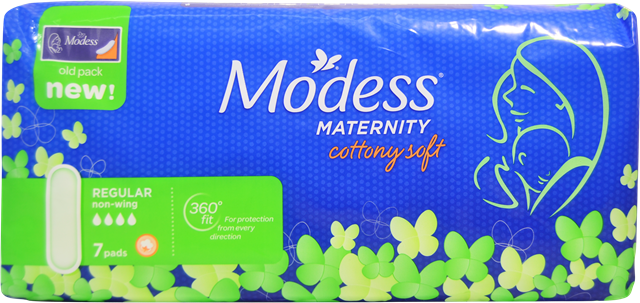 Modess
old pack
new!
Modess®
MATERNITY
cottony soft
REGULAR
non-wing
7 pads
360°
fit
For protection
from every
direction